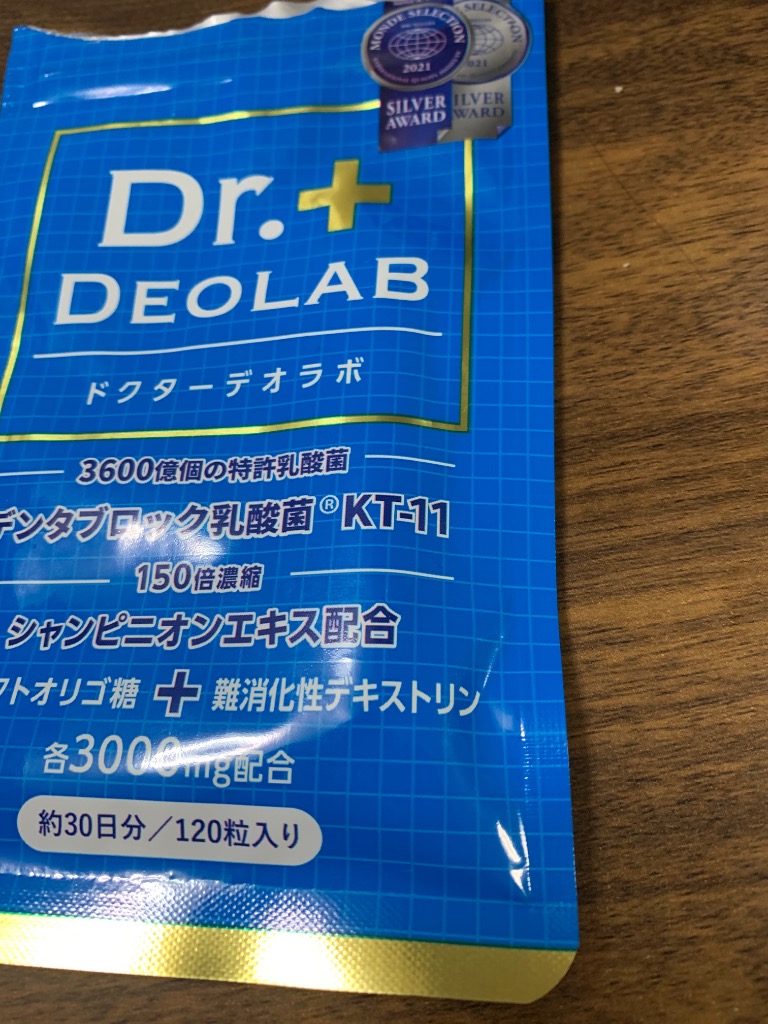 MONDE SELECTION
2021
SILVER
AWARD
Dr.+
DEOLAB
ドクターデオラボ
3600億個の特許乳酸菌
デンタブロック乳酸菌®KT-11
150倍濃縮
シャンピニオンエキス配合
オリゴ糖 + 難消化性デキストリン
各3000mg配合
約30日分/120粒入り